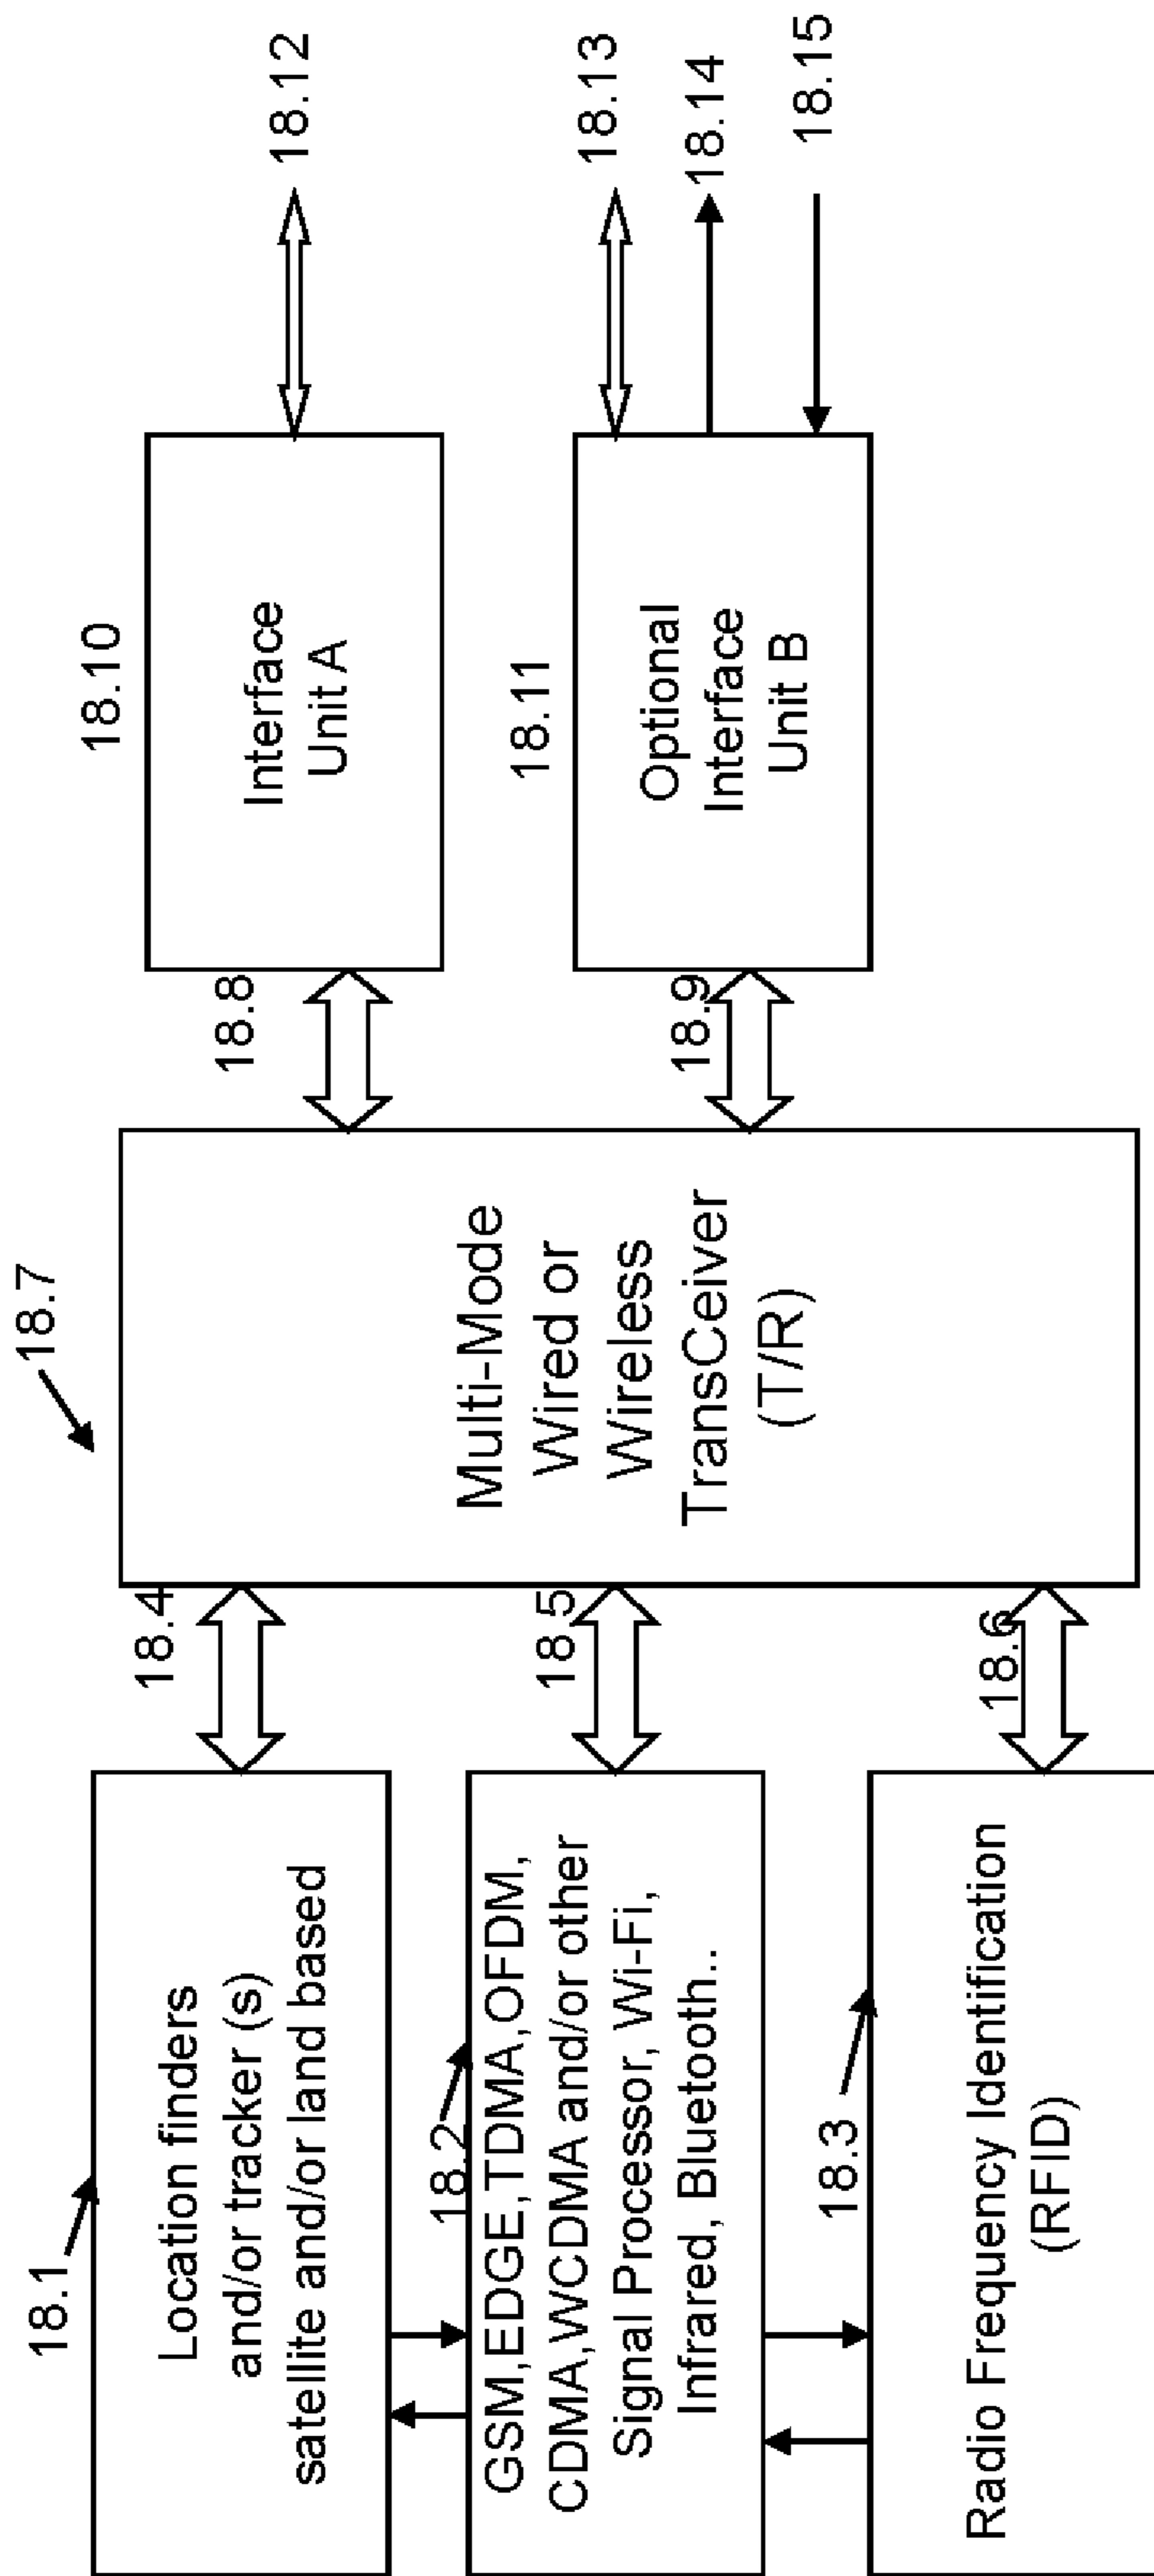 18.1
Location finders
and/or tracker (s)
satellite and/or land based
18.2
GSM,EDGE,TDMA,OFDM,
CDMA,WCDMA and/or other
Signal Processor, Wi-Fi,
Infrared, Bluetooth..
18.3
Radio Frequency Identification
(RFID)
18.4
18.5
18.6
18.7
Multi-Mode
Wired or
Wireless
TransCeiver
(T/R)
18.8
18.9
18.10
Interface
Unit A
18.11
Optional
Interface
Unit B
18.12
18.13
18.14
18.15